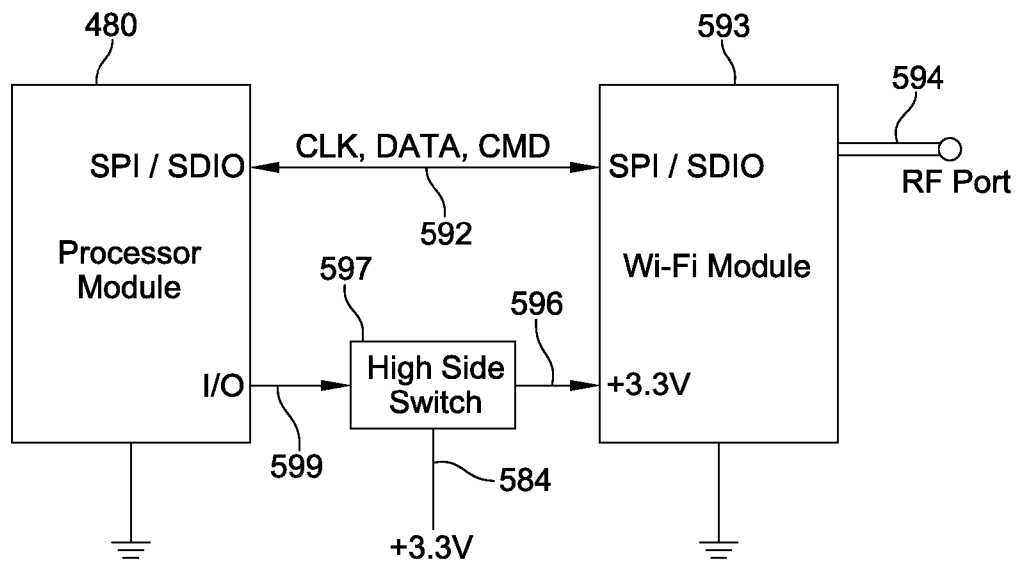 480
593
594
CLK, DATA, CMD
SPI / SDIO
SPI / SDIO
RF Port
592
Processor
Module
Wi-Fi Module
597
596
High Side
Switch
I/O
+3.3V
599
584
+3.3V